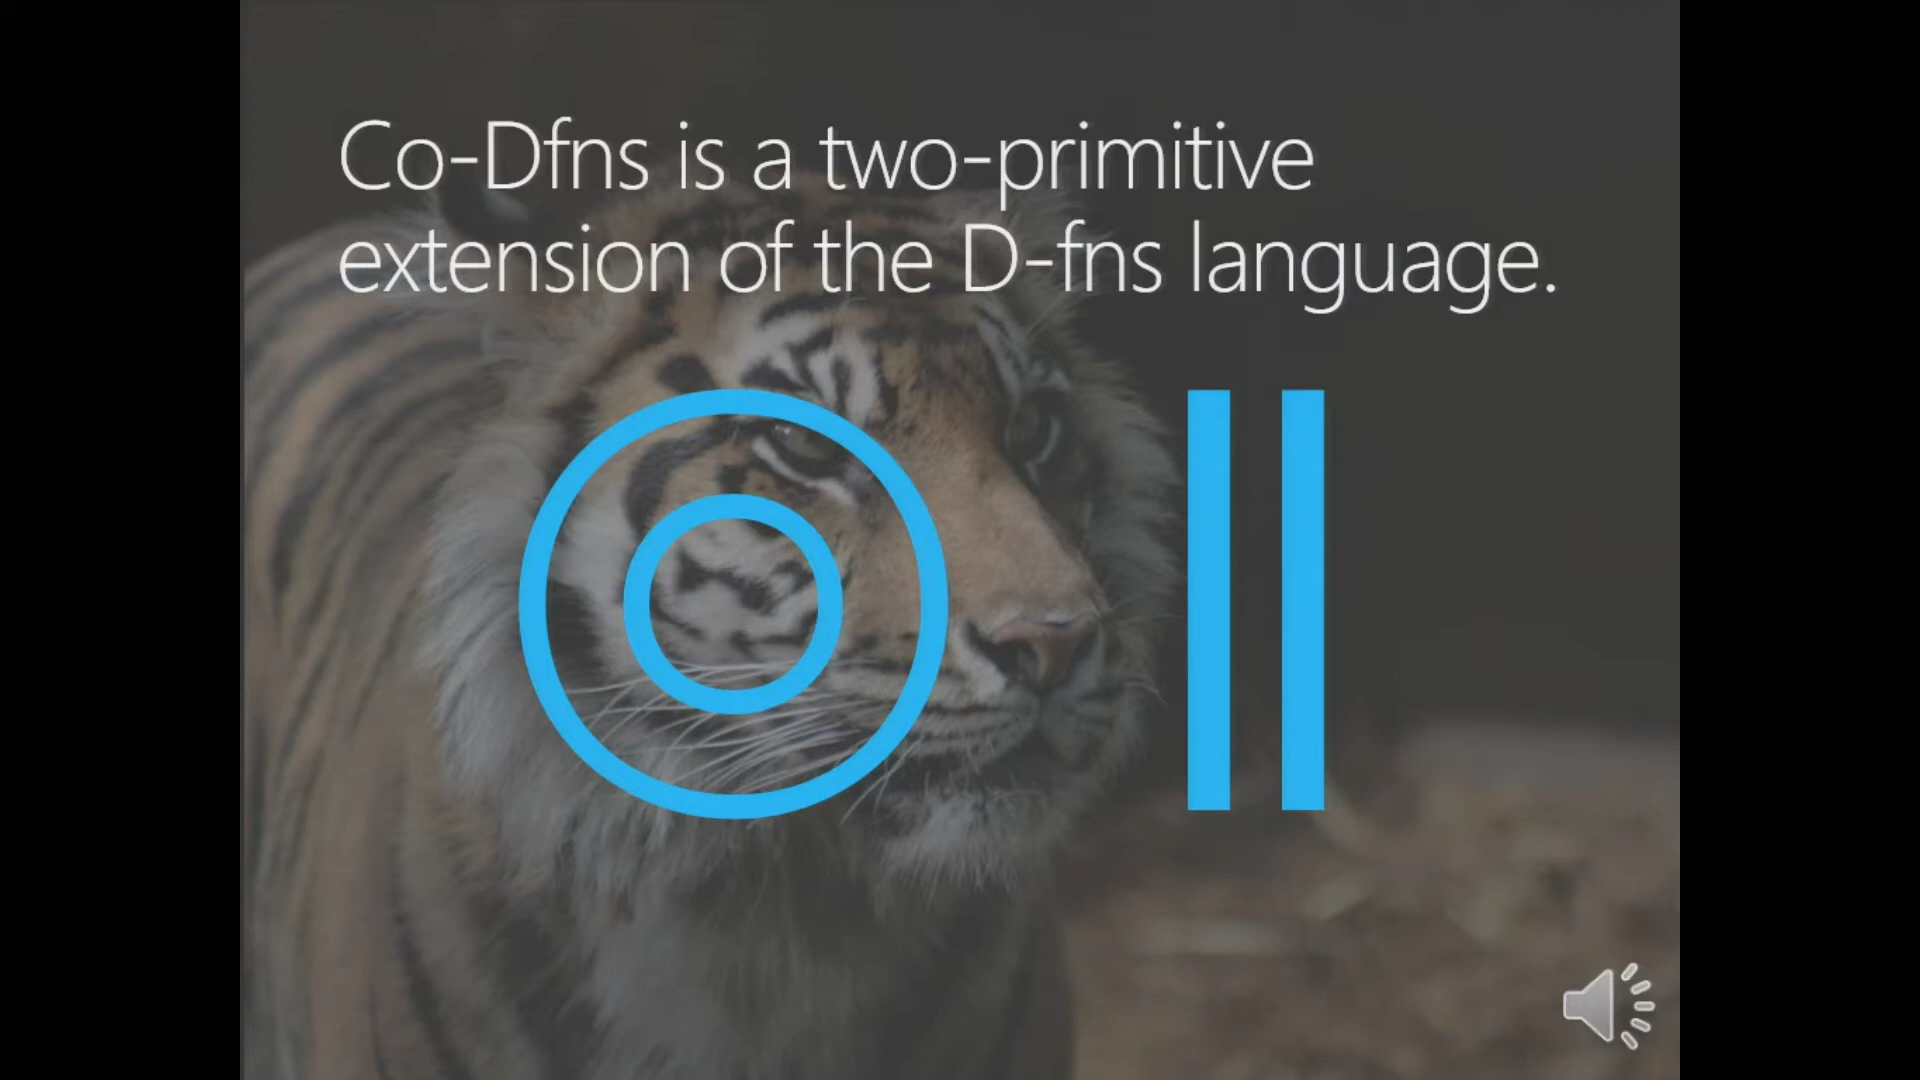 Co-Dfns is a two-primitive
extension of the D-fns language.
⌾ ∥